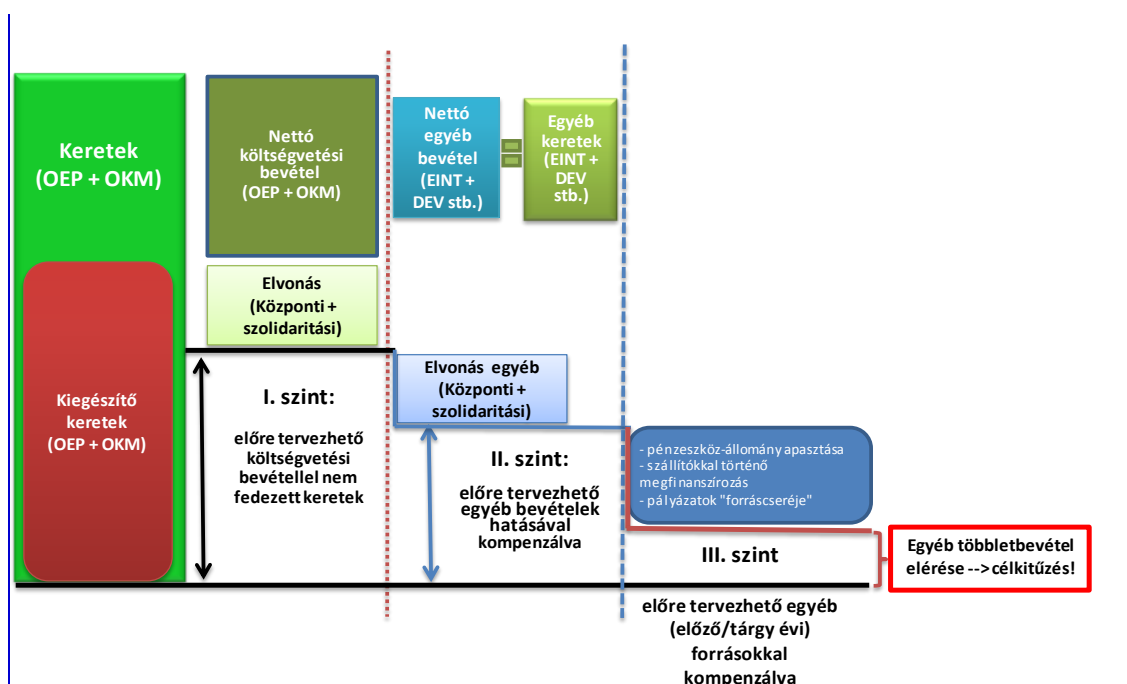 Keretek
(OEP + OKM)
Kiegészítő
keretek
(OEP + OKM)
Nettó
költségvetési
bevétel
(OEP + OKM)
Elvonás
(Központi +
szolidaritási)
I. szint:
előre tervezhető
költségvetési
bevétellel nem
fedezett keretek
Nettó
egyéb
bevétel
(EINT +
DEV stb.)
Egyéb
keretek
(EINT +
DEV
stb.)
Elvonás egyéb
(Központi +
szolidaritási)
II. szint:
előre tervezhető
egyéb bevételek
hatásával
kompenzálva
- pénzeszköz-állomány apasztása
- szállítókkal történő
megfinanszírozás
- pályázatok "forráscseréje"
III. szint
előre tervezhető egyéb
(előző/tárgy évi)
forrásokkal
kompenzálva
Egyéb többletbevétel
elérése --> célkitűzés!